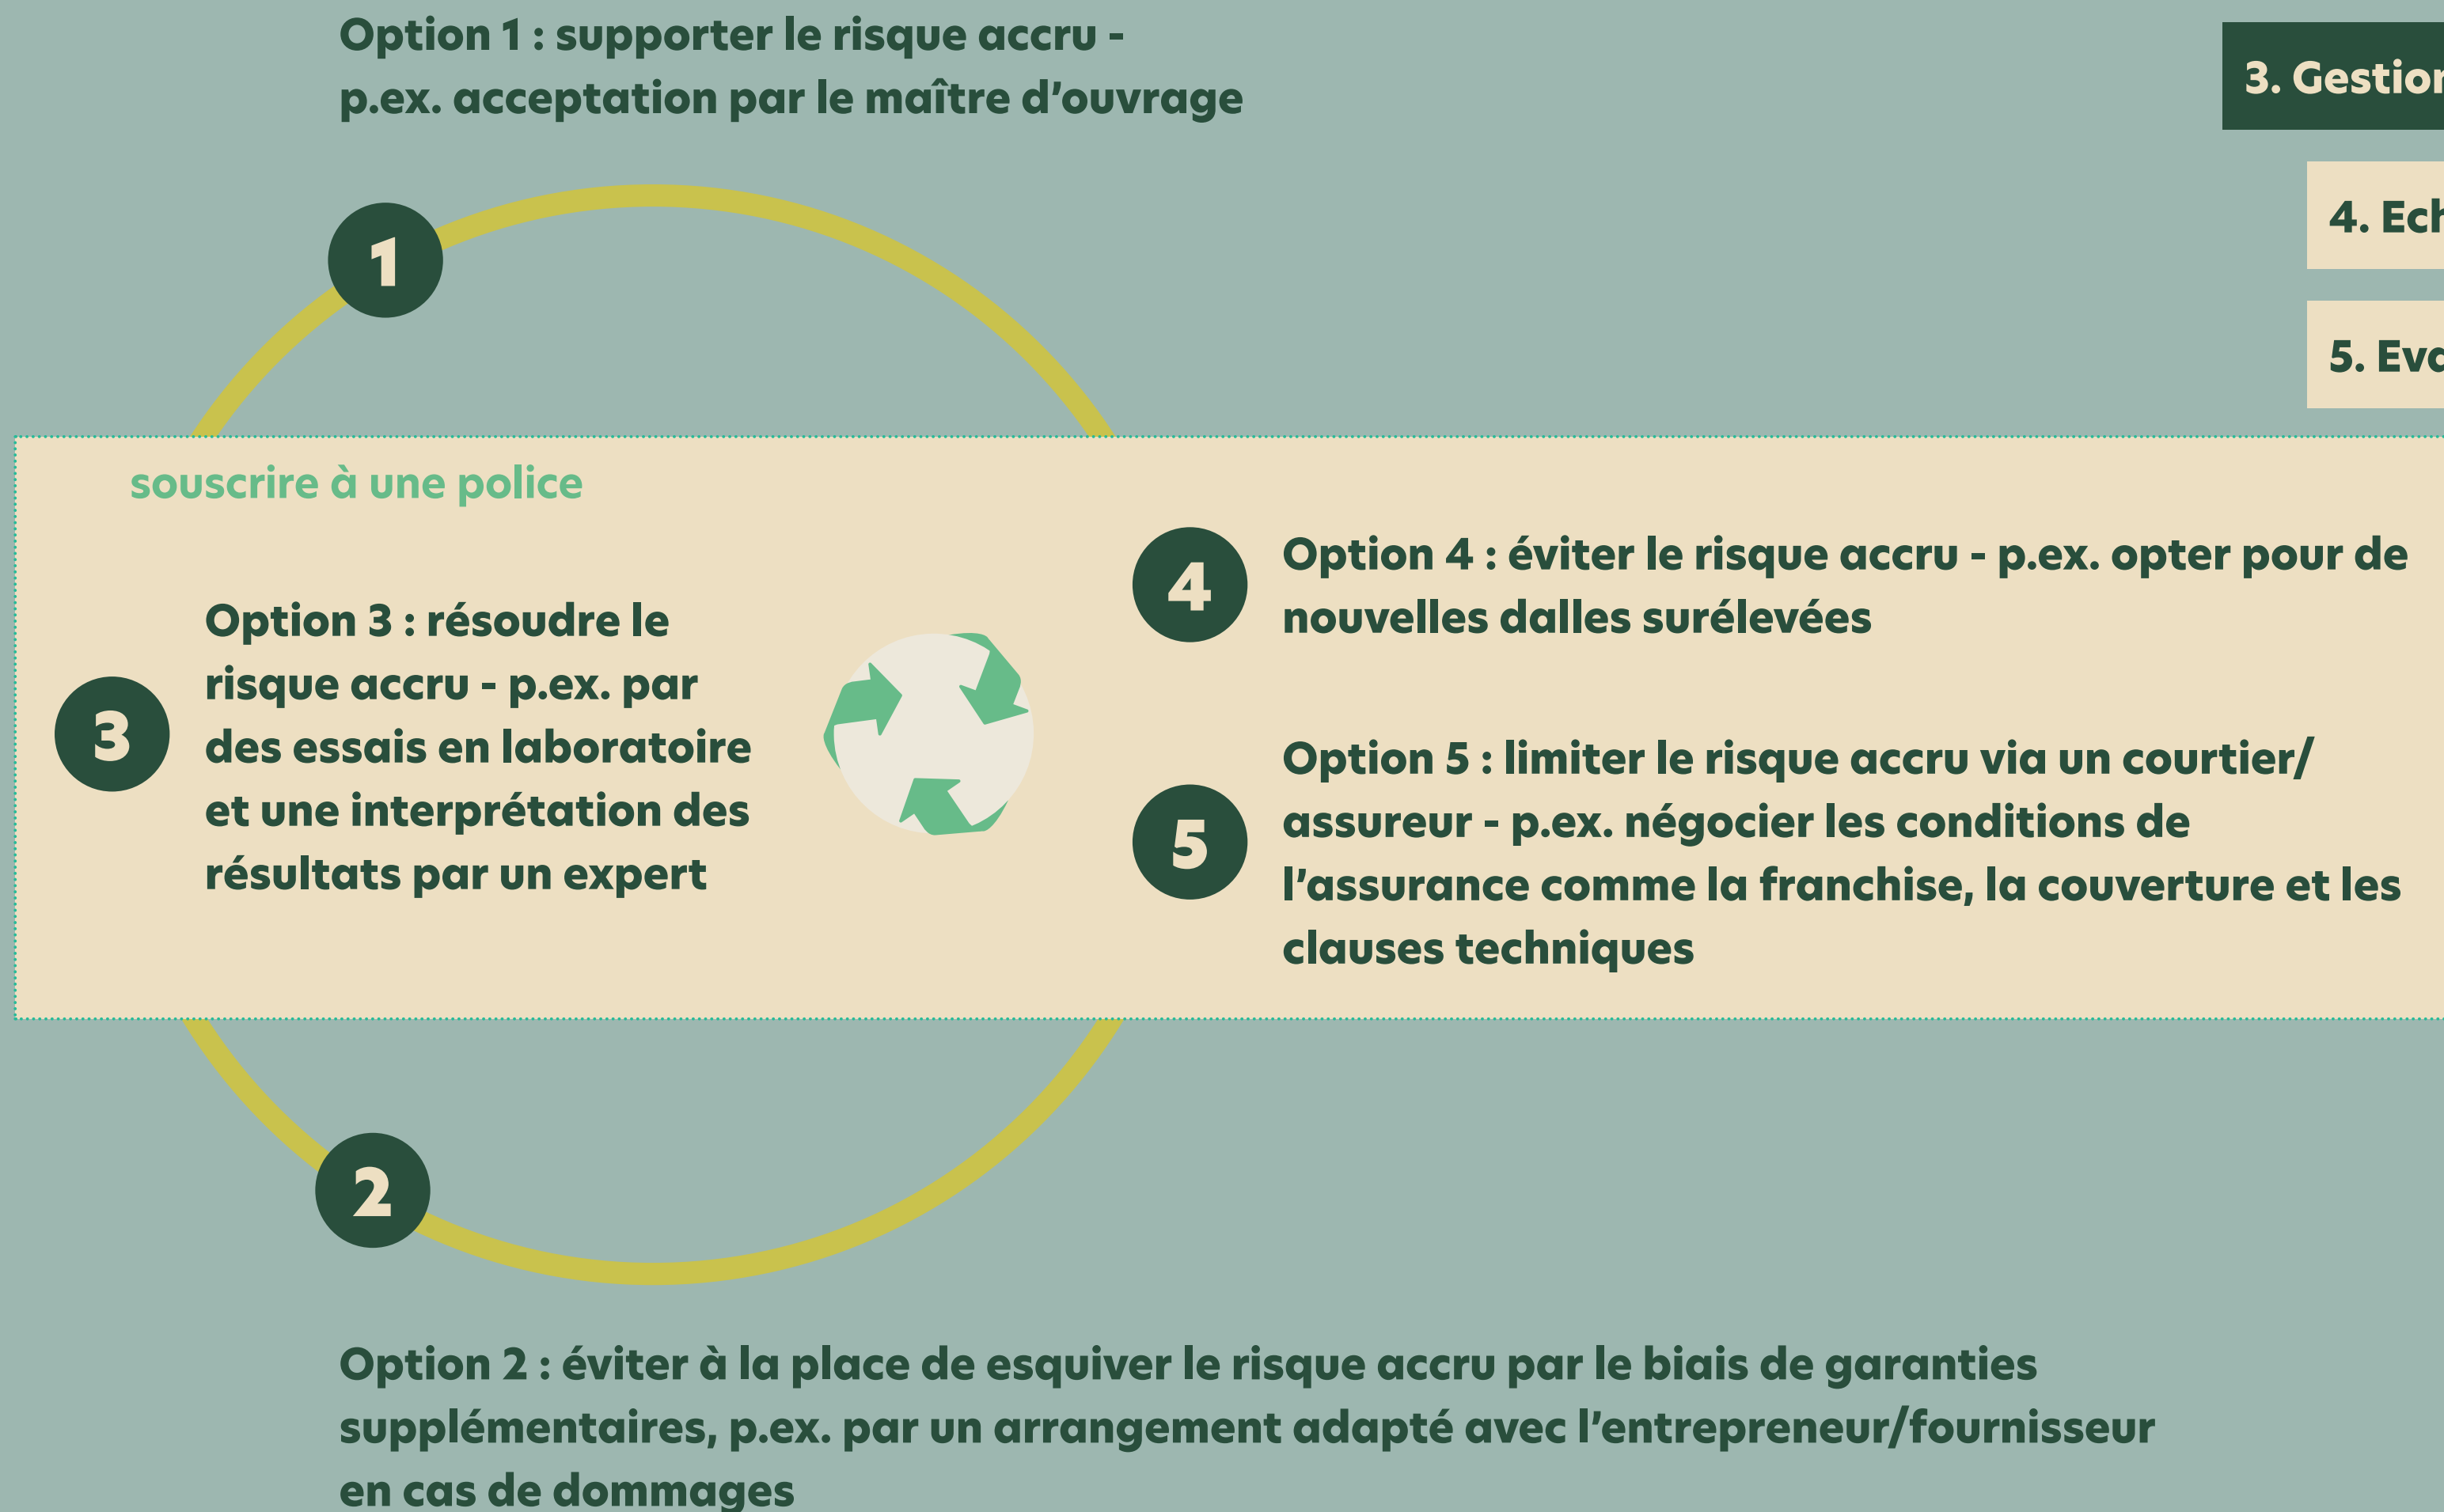 Option 1 : supporter le risque accru -
p.ex. acceptation par le maître d’ouvrage
3. Gestion
4. Ech
5. Eva
1
souscrire à une police
3
Option 3 : résoudre le
risque accru - p.ex. par
des essais en laboratoire
et une interprétation des
résultats par un expert
4
Option 4 : éviter le risque accru - p.ex. opter pour de
nouvelles dalles surélevées
5
Option 5 : limiter le risque accru via un courtier/
assureur - p.ex. négocier les conditions de
l’assurance comme la franchise, la couverture et les
clauses techniques
2
Option 2 : éviter à la place de esquiver le risque accru par le biais de garanties
supplémentaires, p.ex. par un arrangement adapté avec l’entrepreneur/fournisseur
en cas de dommages